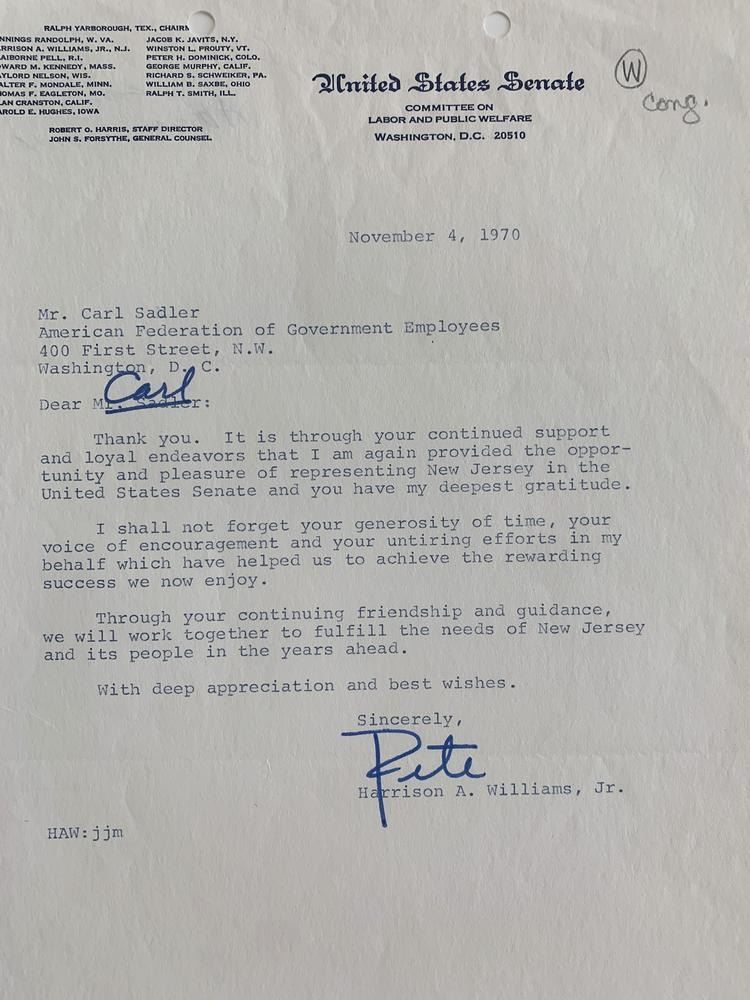 RALPH YARBOROUGH, TEX.,
NNINGS RANDOLPH, W. VA.
RRISON A. WILLIAMS, JR., N.J.
AIBORNE PELL, R.I.
WARD M. KENNEDY, MASS.
YLORD NELSON, WIS.
ALTER F. MONDALE, MINN.
HOMAS F. EAGLETON, MO.
AN CRANSTON, CALIF.
AROLD E. HUGHES, IOWA
JACOB K. JAVITS, N.Y.
WINSTON L. PROUTY, VT.
PETER H. DOMINICK, COLO.
GEORGE MURPHY, CALIF.
RICHARD S. SCHWEIKER, PA.
WILLIAM B. SAXBE, OHIO
RALPH T. SMITH, ILL.
ROBERT O. HARRIS, STAFF DIRECTOR
JOHN S. FORSYTHE, GENERAL COUNSEL
United States Senate
COMMITTEE ON
LABOR AND PUBLIC WELFARE
WASHINGTON, D.C. 20510
W
Cong.
November 4, 1970
Mr. Carl Sadler
American Federation of Government Employees
400 First Street, N.W.
Washington, D. C.
Carl
Dear Mr. Sadler:
Thank you. It is through your continued support
and loyal endeavors that I am again provided the oppor-
tunity and pleasure of representing New Jersey in the
United States Senate and you have my deepest gratitude.
I shall not forget your generosity of time, your
voice of encouragement and your untiring efforts in my
behalf which have helped us to achieve the rewarding
success we now enjoy.
Through your continuing friendship and guidance,
we will work together to fulfill the needs of New Jersey
and its people in the years ahead.
With deep appreciation and best wishes.
Sincerely,
Pete
Harrison A. Williams, Jr.
HAW:jjm